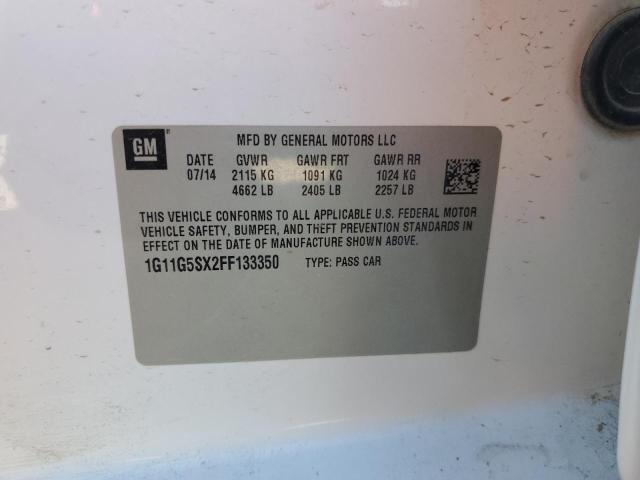 GM
MFD BY GENERAL MOTORS LLC
DATE GVWR GAWR FRT GAWR RR
07/14 2115 KG 1091 KG 1024 KG
4662 LB 2405 LB 2257 LB
THIS VEHICLE CONFORMS TO ALL APPLICABLE U.S. FEDERAL MOTOR
VEHICLE SAFETY, BUMPER, AND THEFT PREVENTION STANDARDS IN
EFFECT ON THE DATE OF MANUFACTURE SHOWN ABOVE.
1G11G5SX2FF133350 TYPE: PASS CAR